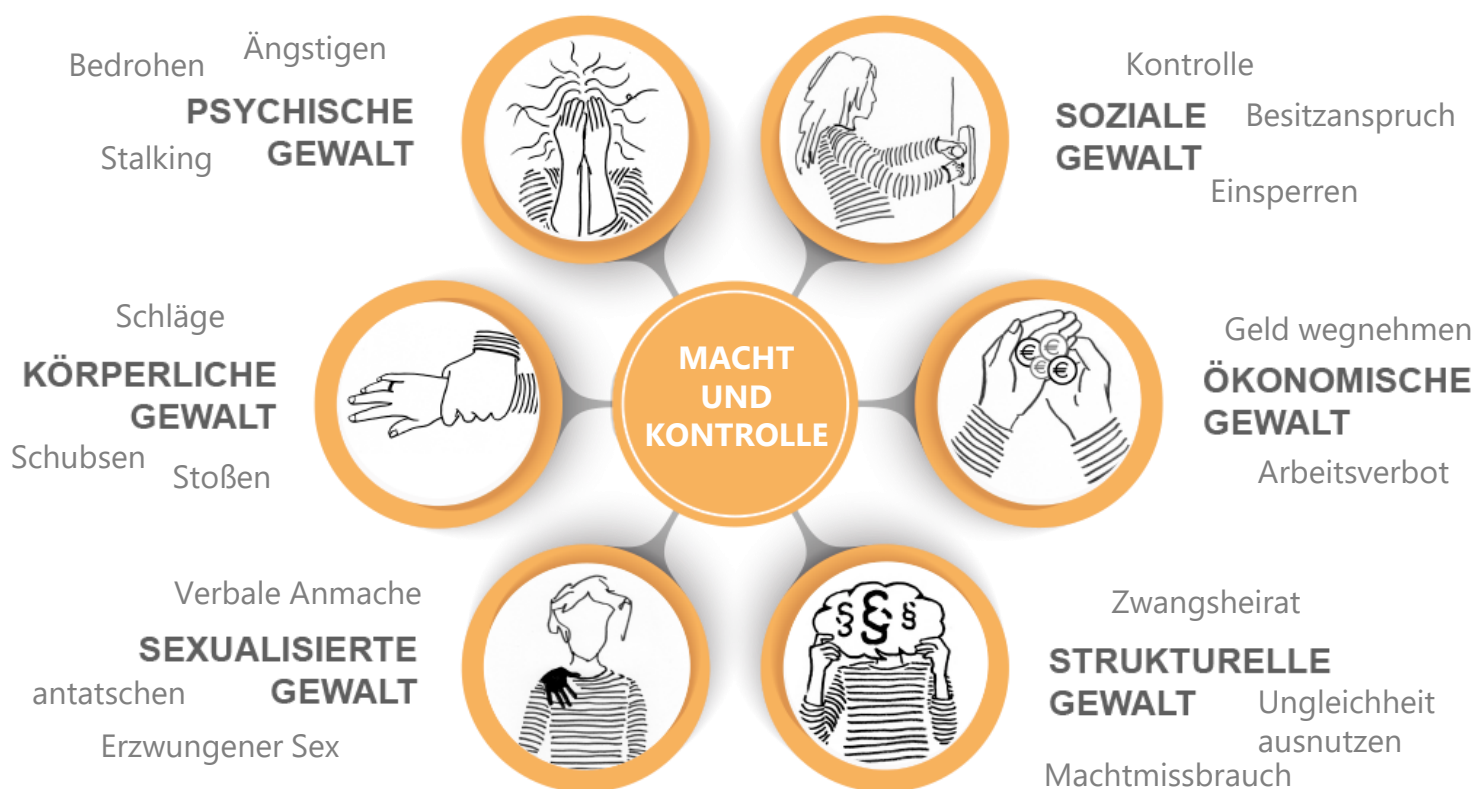 Bedrohen
Ängstigen
PSYCHISCHE
GEWALT
Stalking
Kontrolle
SOZIALE
GEWALT
Besitzanspruch
Einsperren
Schläge
KÖRPERLICHE
GEWALT
Schubsen
Stoßen
MACHT
UND
KONTROLLE
Geld wegnehmen
ÖKONOMISCHE
GEWALT
Arbeitsverbot
€ € € €
Verbale Anmache
SEXUALISIERTE
GEWALT
antatschen
Erzwungener Sex
§ § §
Zwangsheirat
STRUKTURELLE
GEWALT
Ungleichheit
ausnutzen
Machtmissbrauch